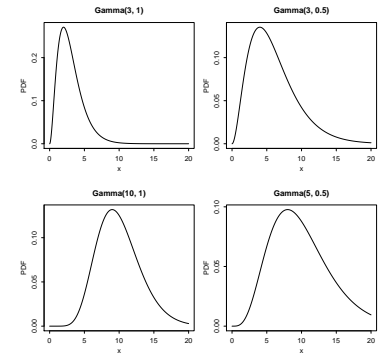 Gamma(3, 1)
PDF
0.0 0.1 0.2
0 5 10 15 20
x
Gamma(3, 0.5)
PDF
0.00 0.05 0.10
0 5 10 15 20
x
Gamma(10, 1)
PDF
0.00 0.05 0.10
0 5 10 15 20
x
Gamma(5, 0.5)
PDF
0.00 0.05 0.10
0 5 10 15 20
x